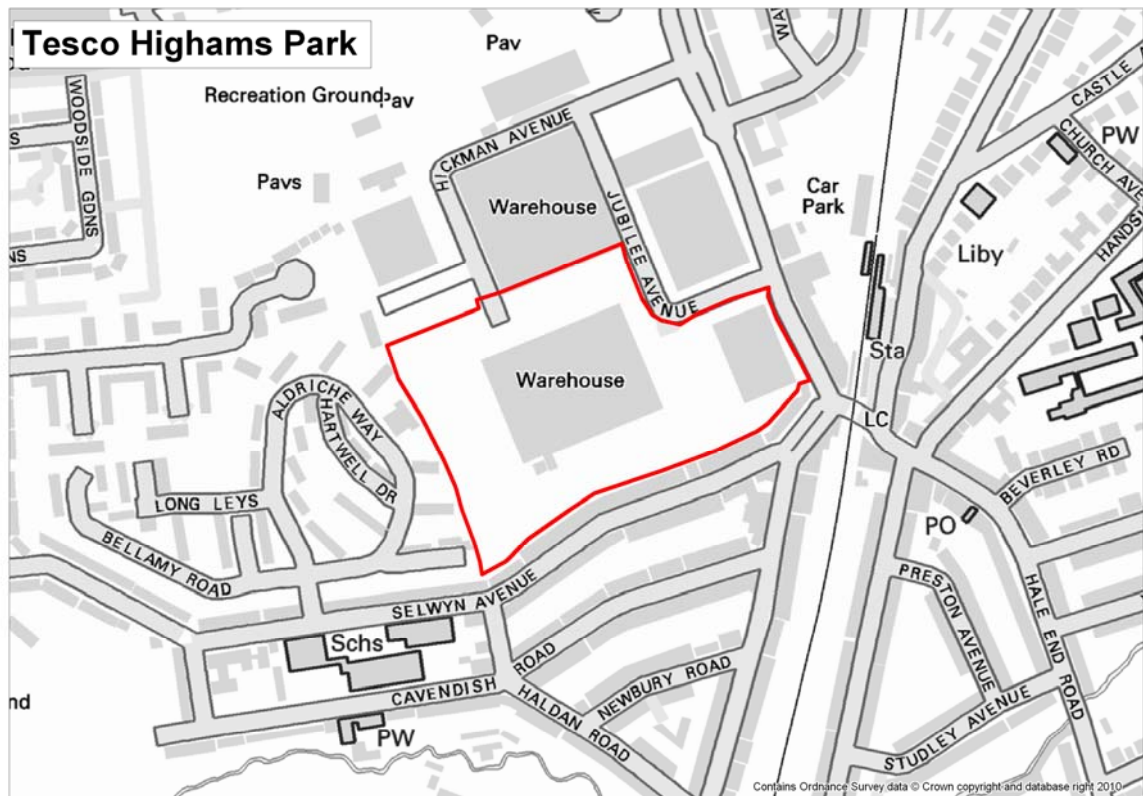 Tesco Highams Park
Pav
Recreation Ground
Pav
Pavs
WOODSIDE GDNS
NS
HICKMAN AVENUE
Warehouse
JUBILEE AVENUE
Car
Park
CASTLE
PW
CHURCH AVE
HANDS
Liby
Sta
LC
Warehouse
ALDRICHE WAY
HARTWELL DR
LONG LEYS
BELLAMY ROAD
BEVERLEY RD
PO
SELWYN AVENUE
Schs
CAVENDISH ROAD
PW
HALDAN ROAD
NEWBURY ROAD
PRESTON AVENUE
HALE END ROAD
STUDLEY AVENUE
nd
Contains Ordnance Survey data © Crown copyright and database right 2010